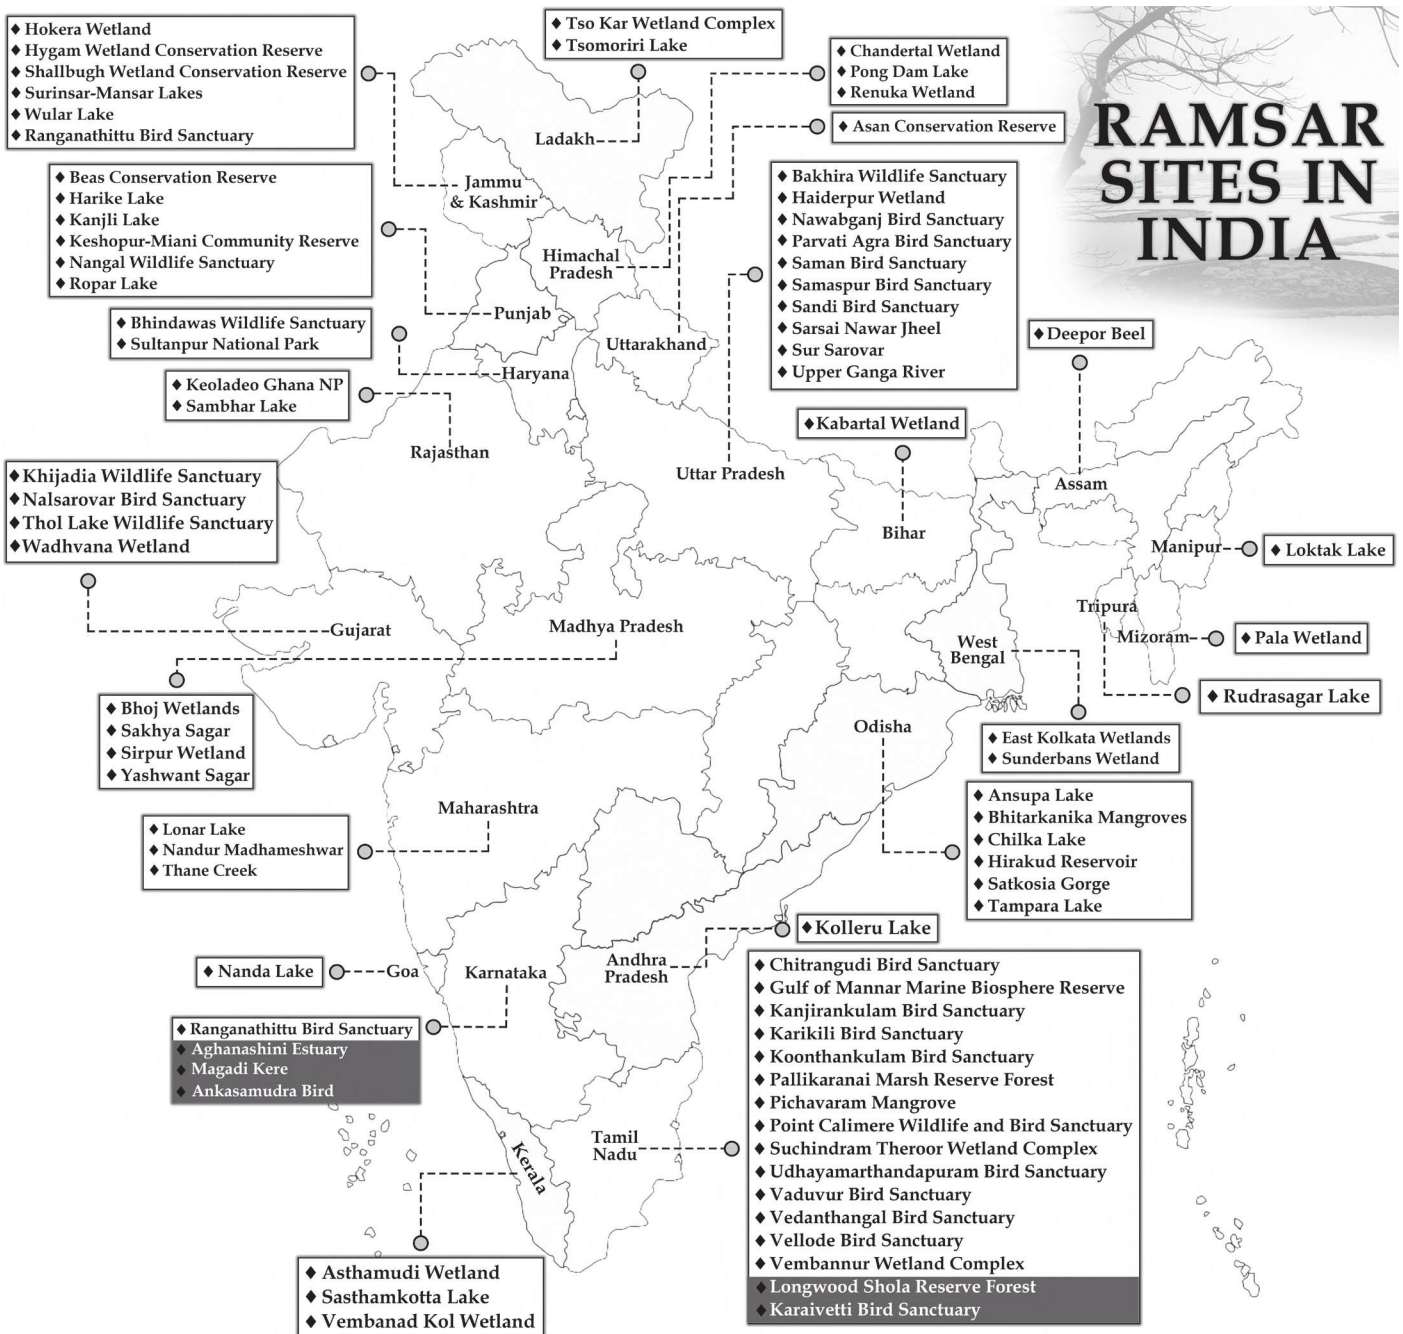 RAMSAR
SITES IN
INDIA
♦ Hokera Wetland
♦ Hygam Wetland Conservation Reserve
♦ Shallbugh Wetland Conservation Reserve
♦ Surinsar-Mansar Lakes
♦ Wular Lake
♦ Ranganathittu Bird Sanctuary
♦ Tso Kar Wetland Complex
♦ Tsomoriri Lake
♦ Chandertal Wetland
♦ Pong Dam Lake
♦ Renuka Wetland
♦ Asan Conservation Reserve
Ladakh
Jammu
& Kashmir
♦ Beas Conservation Reserve
♦ Harike Lake
♦ Kanjli Lake
♦ Keshopur-Miani Community Reserve
♦ Nangal Wildlife Sanctuary
♦ Ropar Lake
♦ Bakhira Wildlife Sanctuary
♦ Haiderpur Wetland
♦ Nawabganj Bird Sanctuary
♦ Parvati Agra Bird Sanctuary
♦ Saman Bird Sanctuary
♦ Samaspur Bird Sanctuary
♦ Sandi Bird Sanctuary
♦ Sarsai Nawar Jheel
♦ Sur Sarovar
♦ Upper Ganga River
Himachal
Pradesh
Punjab
♦ Bhindawas Wildlife Sanctuary
♦ Sultanpur National Park
Uttarakhand
Haryana
♦ Deepor Beel
♦ Keoladeo Ghana NP
♦ Sambhar Lake
♦ Kabartal Wetland
Rajasthan
Uttar Pradesh
Assam
♦ Khijadia Wildlife Sanctuary
♦ Nalsarovar Bird Sanctuary
♦ Thol Lake Wildlife Sanctuary
♦ Wadhvana Wetland
Bihar
Manipur
♦ Loktak Lake
Gujarat
Madhya Pradesh
Tripura
Mizoram
♦ Pala Wetland
West
Bengal
♦ Rudrasagar Lake
♦ Bhoj Wetlands
♦ Sakhya Sagar
♦ Sirpur Wetland
♦ Yashwant Sagar
Odisha
♦ East Kolkata Wetlands
♦ Sunderbans Wetland
♦ Ansupa Lake
♦ Bhitarkanika Mangroves
♦ Chilka Lake
♦ Hirakud Reservoir
♦ Satkosia Gorge
♦ Tampara Lake
Maharashtra
♦ Lonar Lake
♦ Nandur Madhameshwar
♦ Thane Creek
♦ Kolleru Lake
♦ Nanda Lake
Goa
Karnataka
Andhra
Pradesh
♦ Ranganathittu Bird Sanctuary
♦ Aghanashini Estuary
♦ Magadi Kere
♦ Ankasamudra Bird
♦ Chitrangudi Bird Sanctuary
♦ Gulf of Mannar Marine Biosphere Reserve
♦ Kanjirankulam Bird Sanctuary
♦ Karikili Bird Sanctuary
♦ Koonthankulam Bird Sanctuary
♦ Pallikaranai Marsh Reserve Forest
♦ Pichavaram Mangrove
♦ Point Calimere Wildlife and Bird Sanctuary
♦ Suchindram Theroor Wetland Complex
♦ Udhayamarthandapuram Bird Sanctuary
♦ Vaduvur Bird Sanctuary
♦ Vedanthangal Bird Sanctuary
♦ Vellode Bird Sanctuary
♦ Vembannur Wetland Complex
♦ Longwood Shola Reserve Forest
♦ Karaivetti Bird Sanctuary
Tamil
Nadu
Kerala
♦ Asthamudi Wetland
♦ Sasthamkotta Lake
♦ Vembanad Kol Wetland